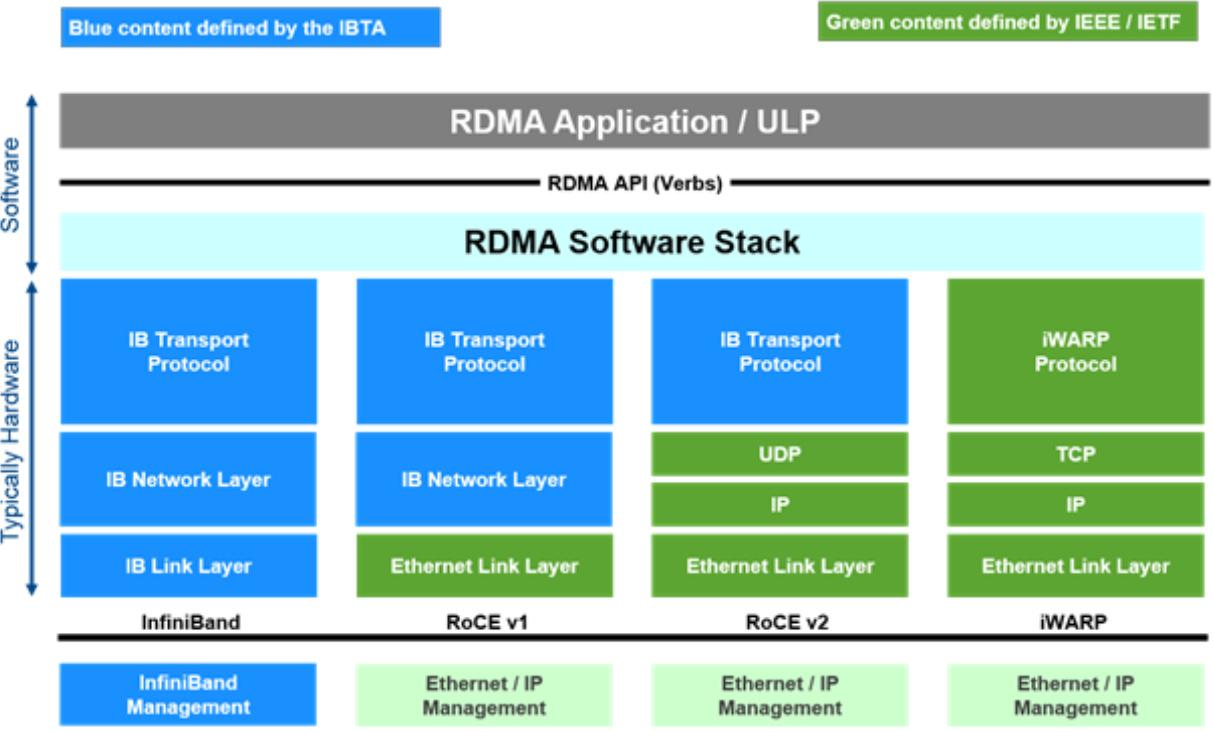 Blue content defined by the IBTA
Green content defined by IEEE / IETF
Software
RDMA Application / ULP
RDMA API (Verbs)
RDMA Software Stack
Typically Hardware
IB Transport
Protocol
IB Transport
Protocol
IB Transport
Protocol
iWARP
Protocol
IB Network Layer
IB Network Layer
UDP
TCP
IP
IP
IB Link Layer
Ethernet Link Layer
Ethernet Link Layer
Ethernet Link Layer
InfiniBand
RoCE v1
RoCE v2
iWARP
InfiniBand
Management
Ethernet / IP
Management
Ethernet / IP
Management
Ethernet / IP
Management